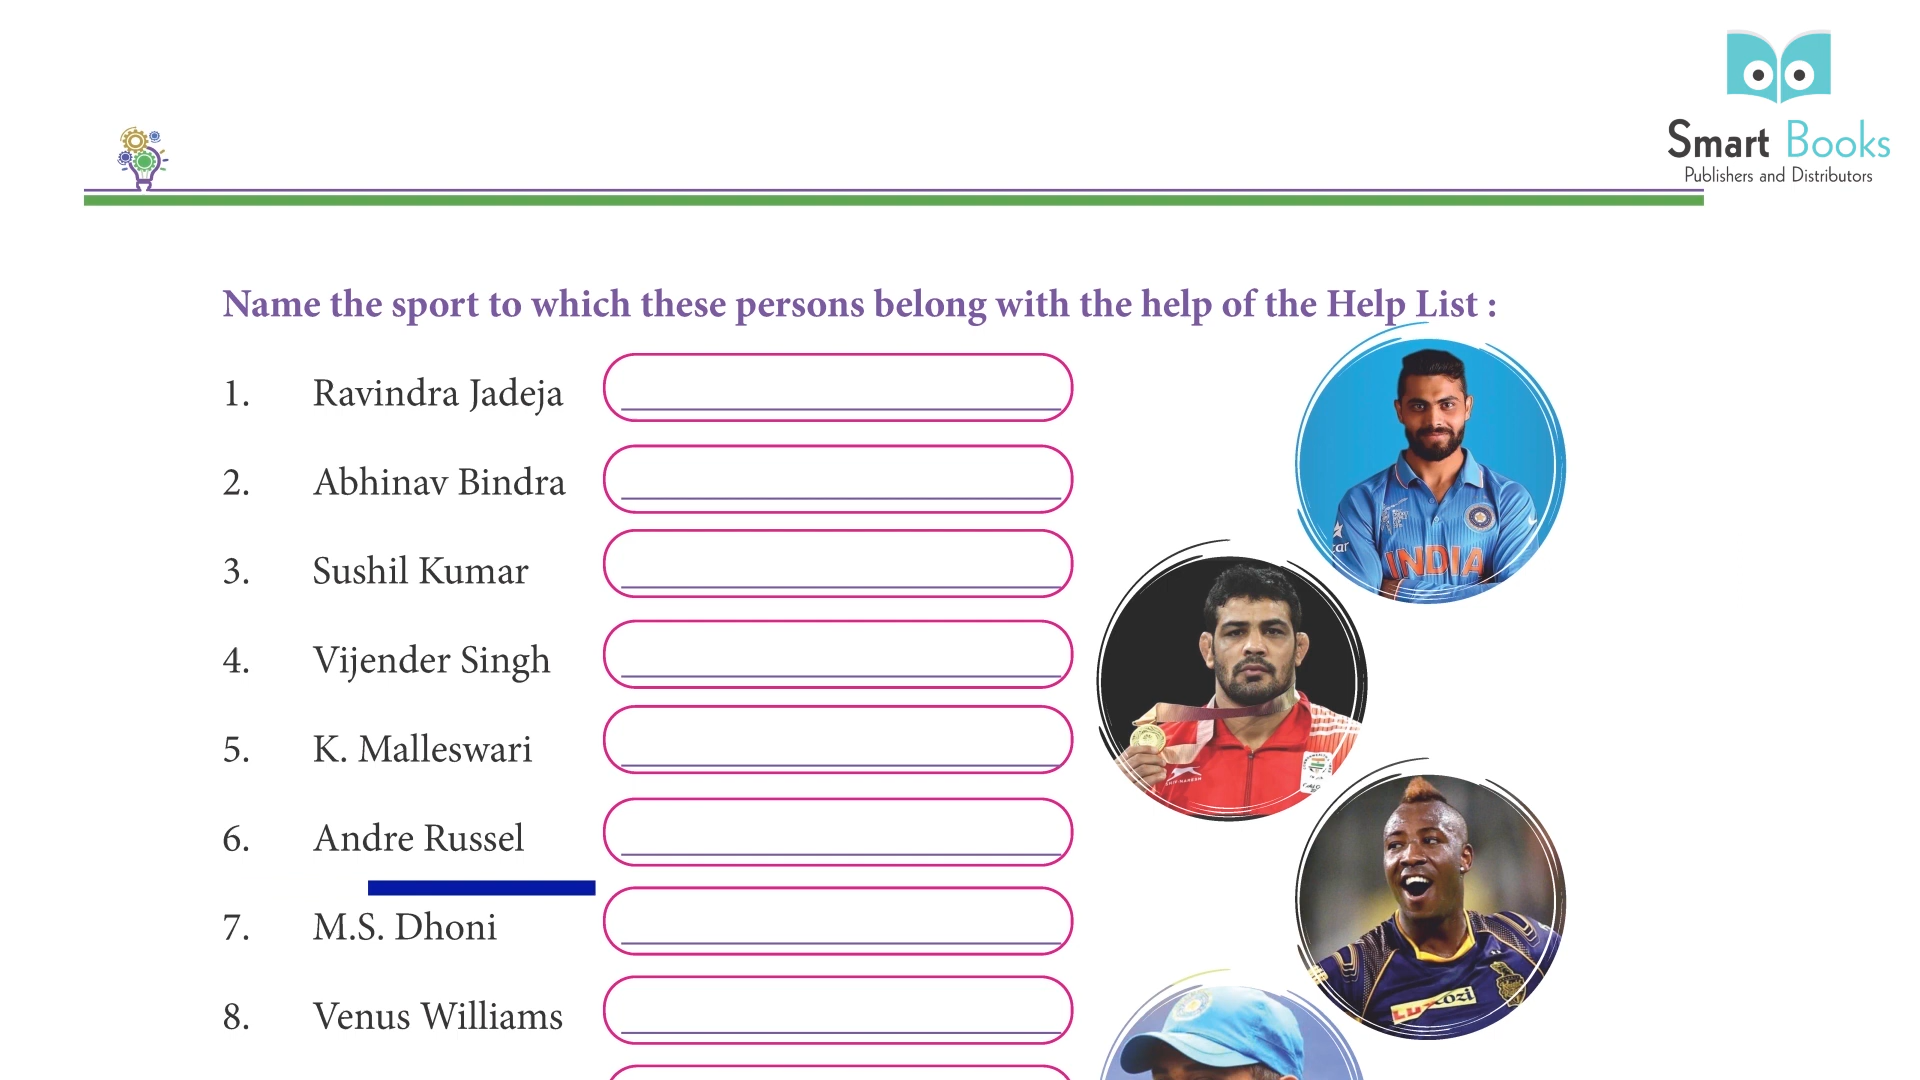 Smart Books
Publishers and Distributors
Name the sport to which these persons belong with the help of the Help List :
1. Ravindra Jadeja
2. Abhinav Bindra
3. Sushil Kumar
4. Vijender Singh
5. K. Malleswari
6. Andre Russel
7. M.S. Dhoni
8. Venus Williams
INDIA